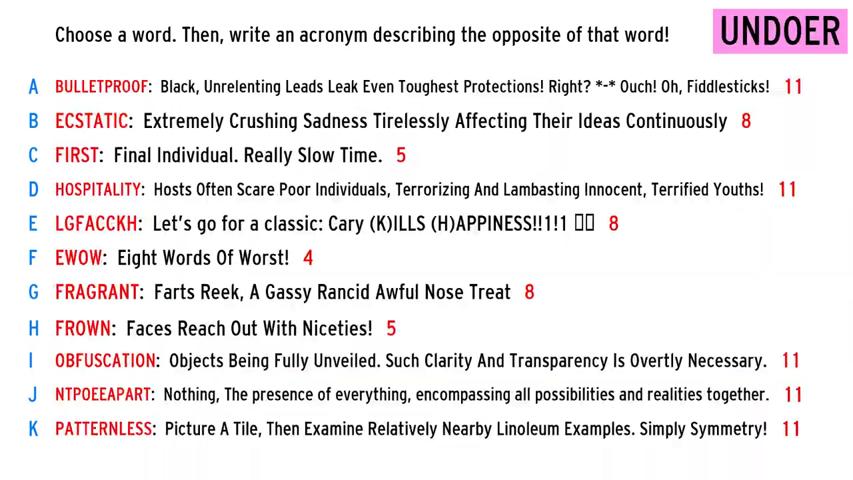 Choose a word. Then, write an acronym describing the opposite of that word! UNDOER
A BULLETPROOF: Black, Unrelenting Leads Leak Even Toughest Protections! Right? *-* Ouch! Oh, Fiddlesticks! 11
B ECSTATIC: Extremely Crushing Sadness Tirelessly Affecting Their Ideas Continuously 8
C FIRST: Final Individual. Really Slow Time. 5
D HOSPITALITY: Hosts Often Scare Poor Individuals, Terrorizing And Lambasting Innocent, Terrified Youths! 11
E LGFACCKH: Let's go for a classic: Cary (K)ILLS (H)APPINESS!!1!1 ▯▯ 8
F EWOW: Eight Words Of Worst! 4
G FRAGRANT: Farts Reek, A Gassy Rancid Awful Nose Treat 8
H FROWN: Faces Reach Out With Niceties! 5
I OBFUSCATION: Objects Being Fully Unveiled. Such Clarity And Transparency Is Overtly Necessary. 11
J NTPOEEAPART: Nothing, The presence of everything, encompassing all possibilities and realities together. 11
K PATTERNLESS: Picture A Tile, Then Examine Relatively Nearby Linoleum Examples. Simply Symmetry! 11